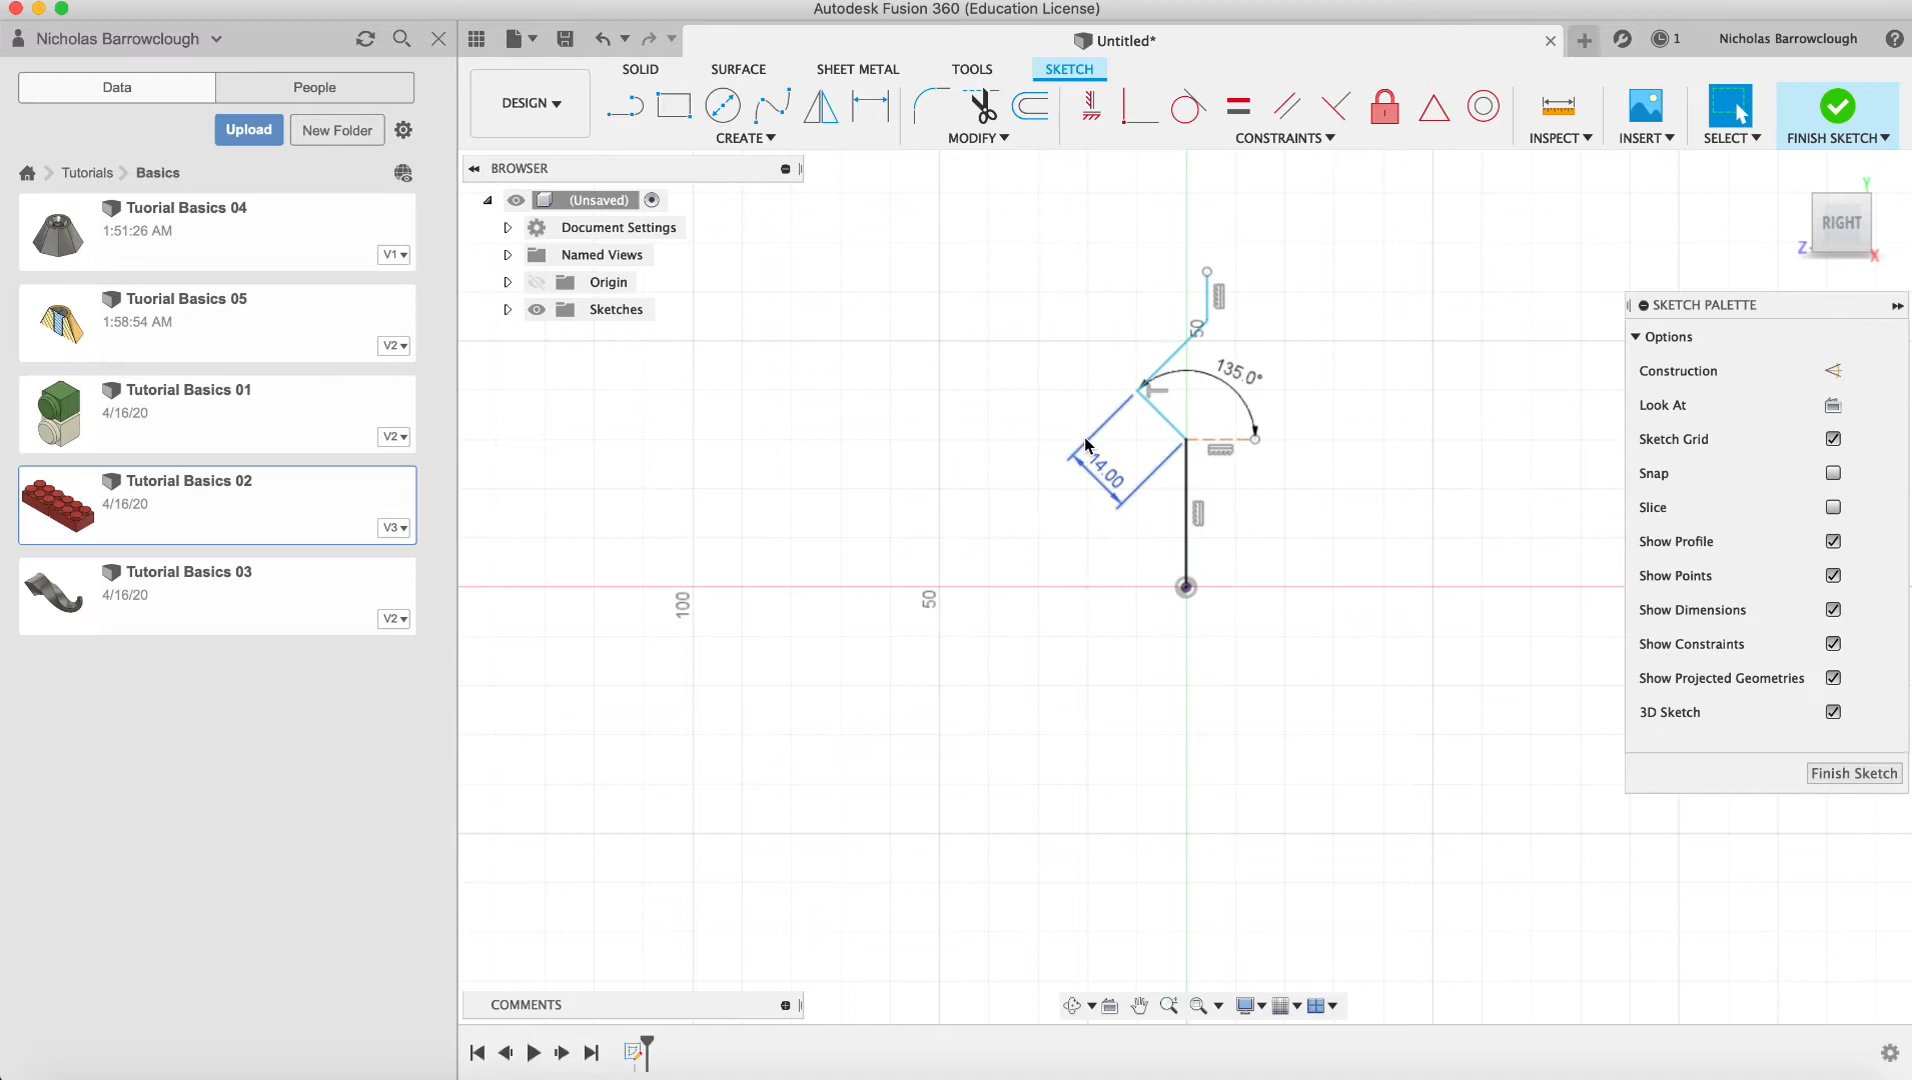 Autodesk Fusion 360 (Education License)
Nicholas Barrowclough
Untitled*
1
Nicholas Barrowclough
Data
People
SOLID
SURFACE
SHEET METAL
TOOLS
SKETCH
DESIGN
CREATE
MODIFY
CONSTRAINTS
INSPECT
INSERT
SELECT
FINISH SKETCH
Upload
New Folder
Tutorials
Basics
Tuorial Basics 04
1:51:26 AM
V1
Tuorial Basics 05
1:58:54 AM
V2
Tutorial Basics 01
4/16/20
V2
Tutorial Basics 02
4/16/20
V3
Tutorial Basics 03
4/16/20
V2
BROWSER
(Unsaved)
Document Settings
Named Views
Origin
Sketches
50
135.0°
14.00
100
50
Y
RIGHT
Z
X
SKETCH PALETTE
Options
Construction
Look At
Sketch Grid
Snap
Slice
Show Profile
Show Points
Show Dimensions
Show Constraints
Show Projected Geometries
3D Sketch
Finish Sketch
COMMENTS